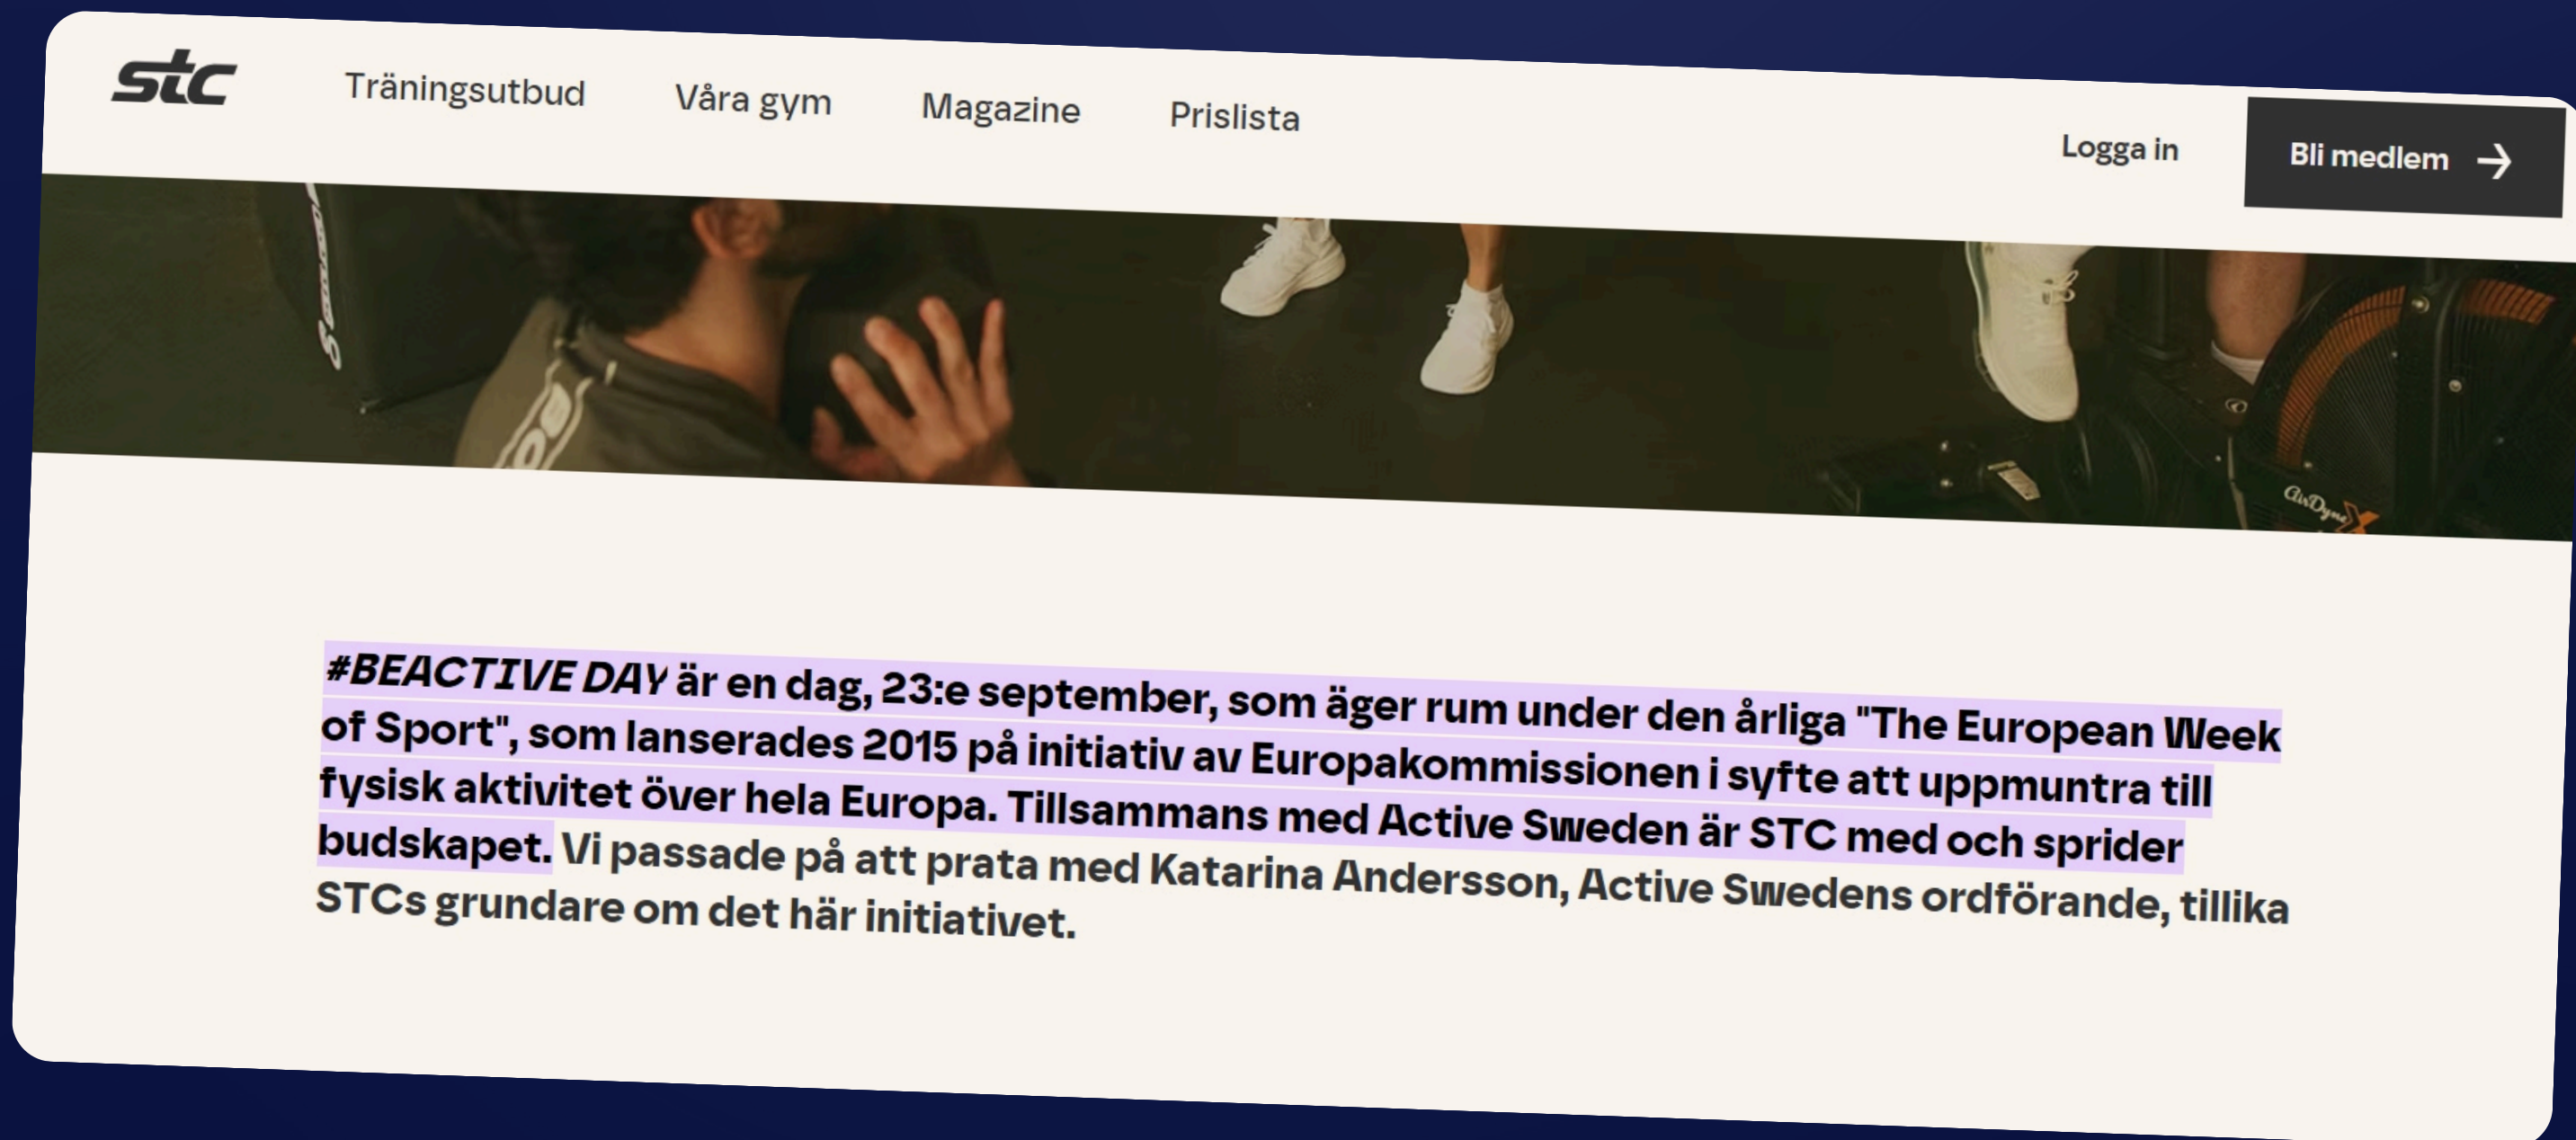 stc
Träningsutbud
Våra gym
Magazine
Prislista
Logga in
Bli medlem →
AirDyne X
#BEACTIVE DAY är en dag, 23:e september, som äger rum under den årliga "The European Week
of Sport", som lanserades 2015 på initiativ av Europakommissionen i syfte att uppmuntra till
fysisk aktivitet över hela Europa. Tillsammans med Active Sweden är STC med och sprider
budskapet. Vi passade på att prata med Katarina Andersson, Active Swedens ordförande, tillika
STCs grundare om det här initiativet.